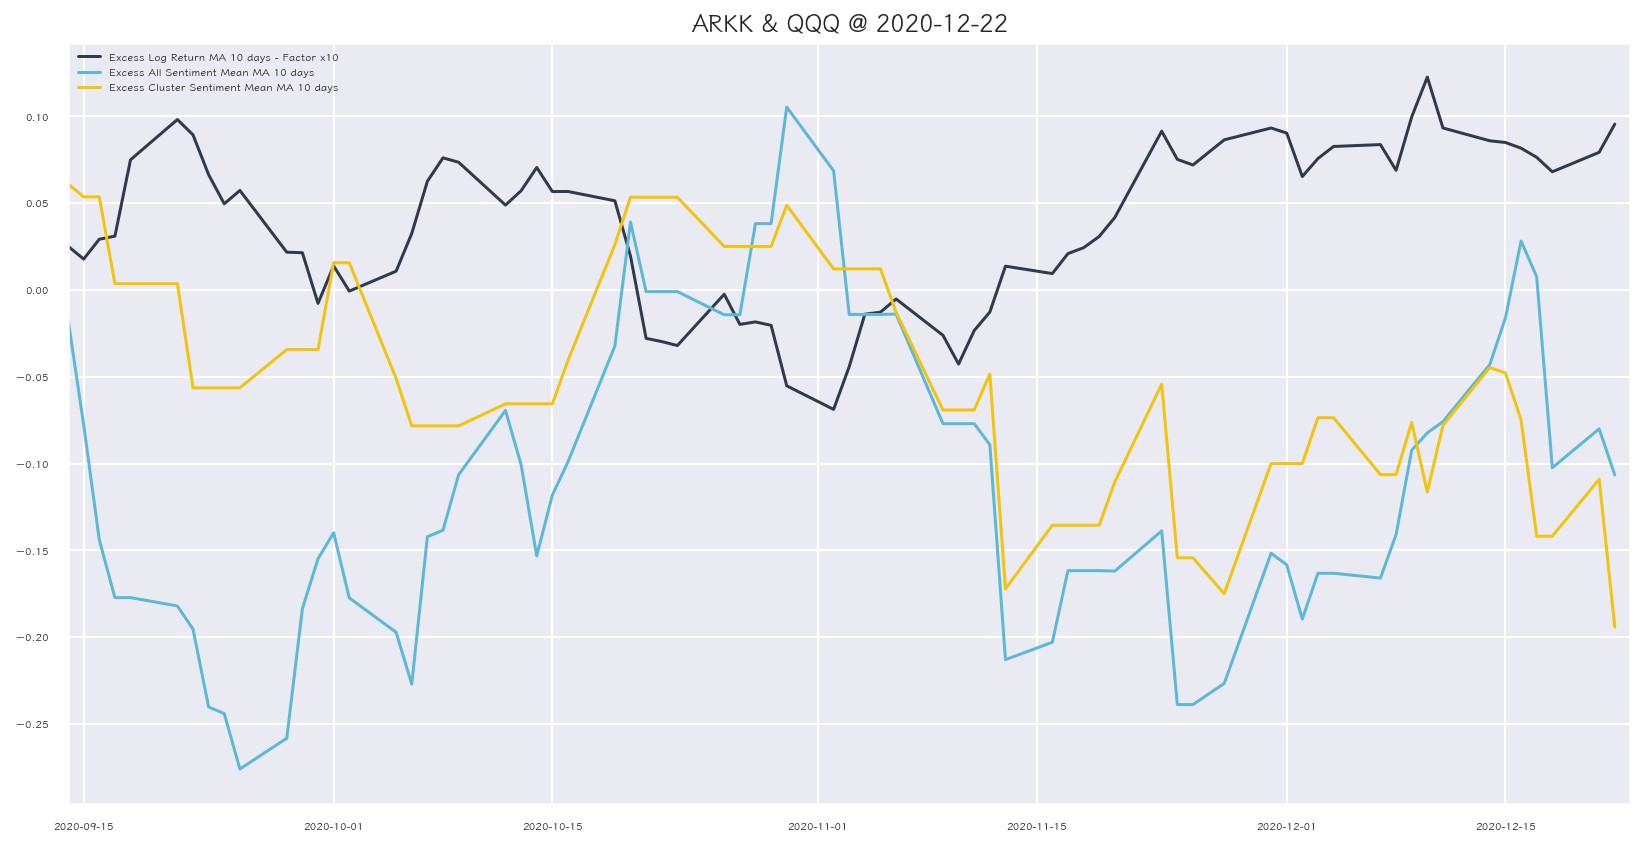 ARKK & QQQ @ 2020-12-22
Excess Log Return MA 10 days - Factor x10
Excess All Sentiment Mean MA 10 days
Excess Cluster Sentiment Mean MA 10 days
0.10
0.05
0.00
−0.05
−0.10
−0.15
−0.20
−0.25
2020-09-15 2020-10-01 2020-10-15 2020-11-01 2020-11-15 2020-12-01 2020-12-15